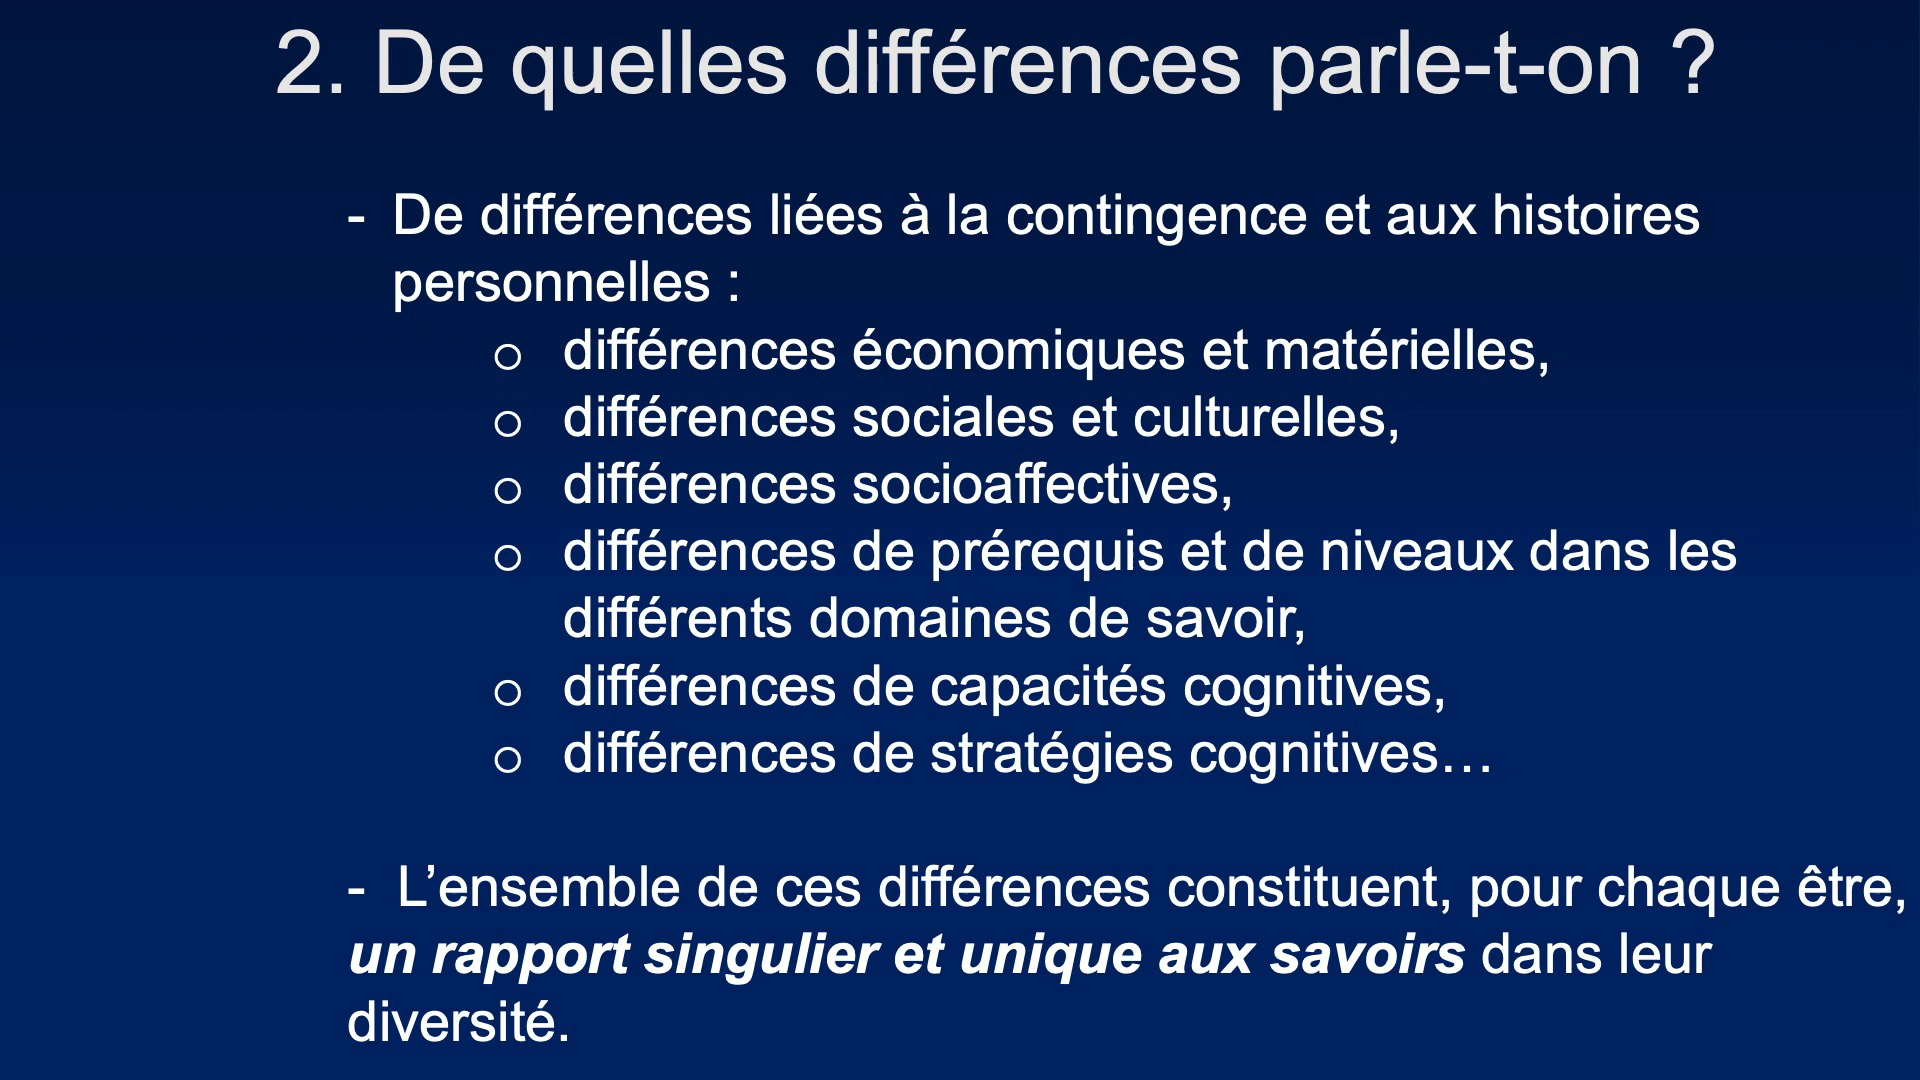 2. De quelles différences parle-t-on ?
- De différences liées à la contingence et aux histoires
personnelles :
o différences économiques et matérielles,
o différences sociales et culturelles,
o différences socioaffectives,
o différences de prérequis et de niveaux dans les
différents domaines de savoir,
o différences de capacités cognitives,
o différences de stratégies cognitives…
- L’ensemble de ces différences constituent, pour chaque être,
un rapport singulier et unique aux savoirs dans leur
diversité.